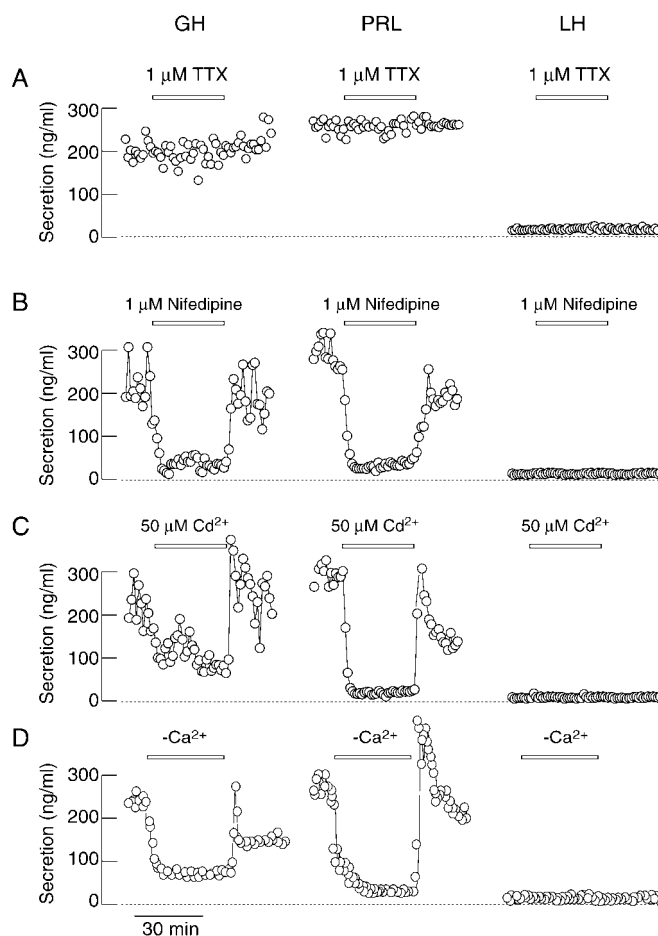 GH PRL LH
A
1 μM TTX 1 μM TTX 1 μM TTX
Secretion (ng/ml)
300
200
100
0
B
1 μM Nifedipine 1 μM Nifedipine 1 μM Nifedipine
Secretion (ng/ml)
300
200
100
0
C
50 μM Cd²⁺ 50 μM Cd²⁺ 50 μM Cd²⁺
Secretion (ng/ml)
300
200
100
0
D
-Ca²⁺ -Ca²⁺ -Ca²⁺
Secretion (ng/ml)
300
200
100
0
30 min